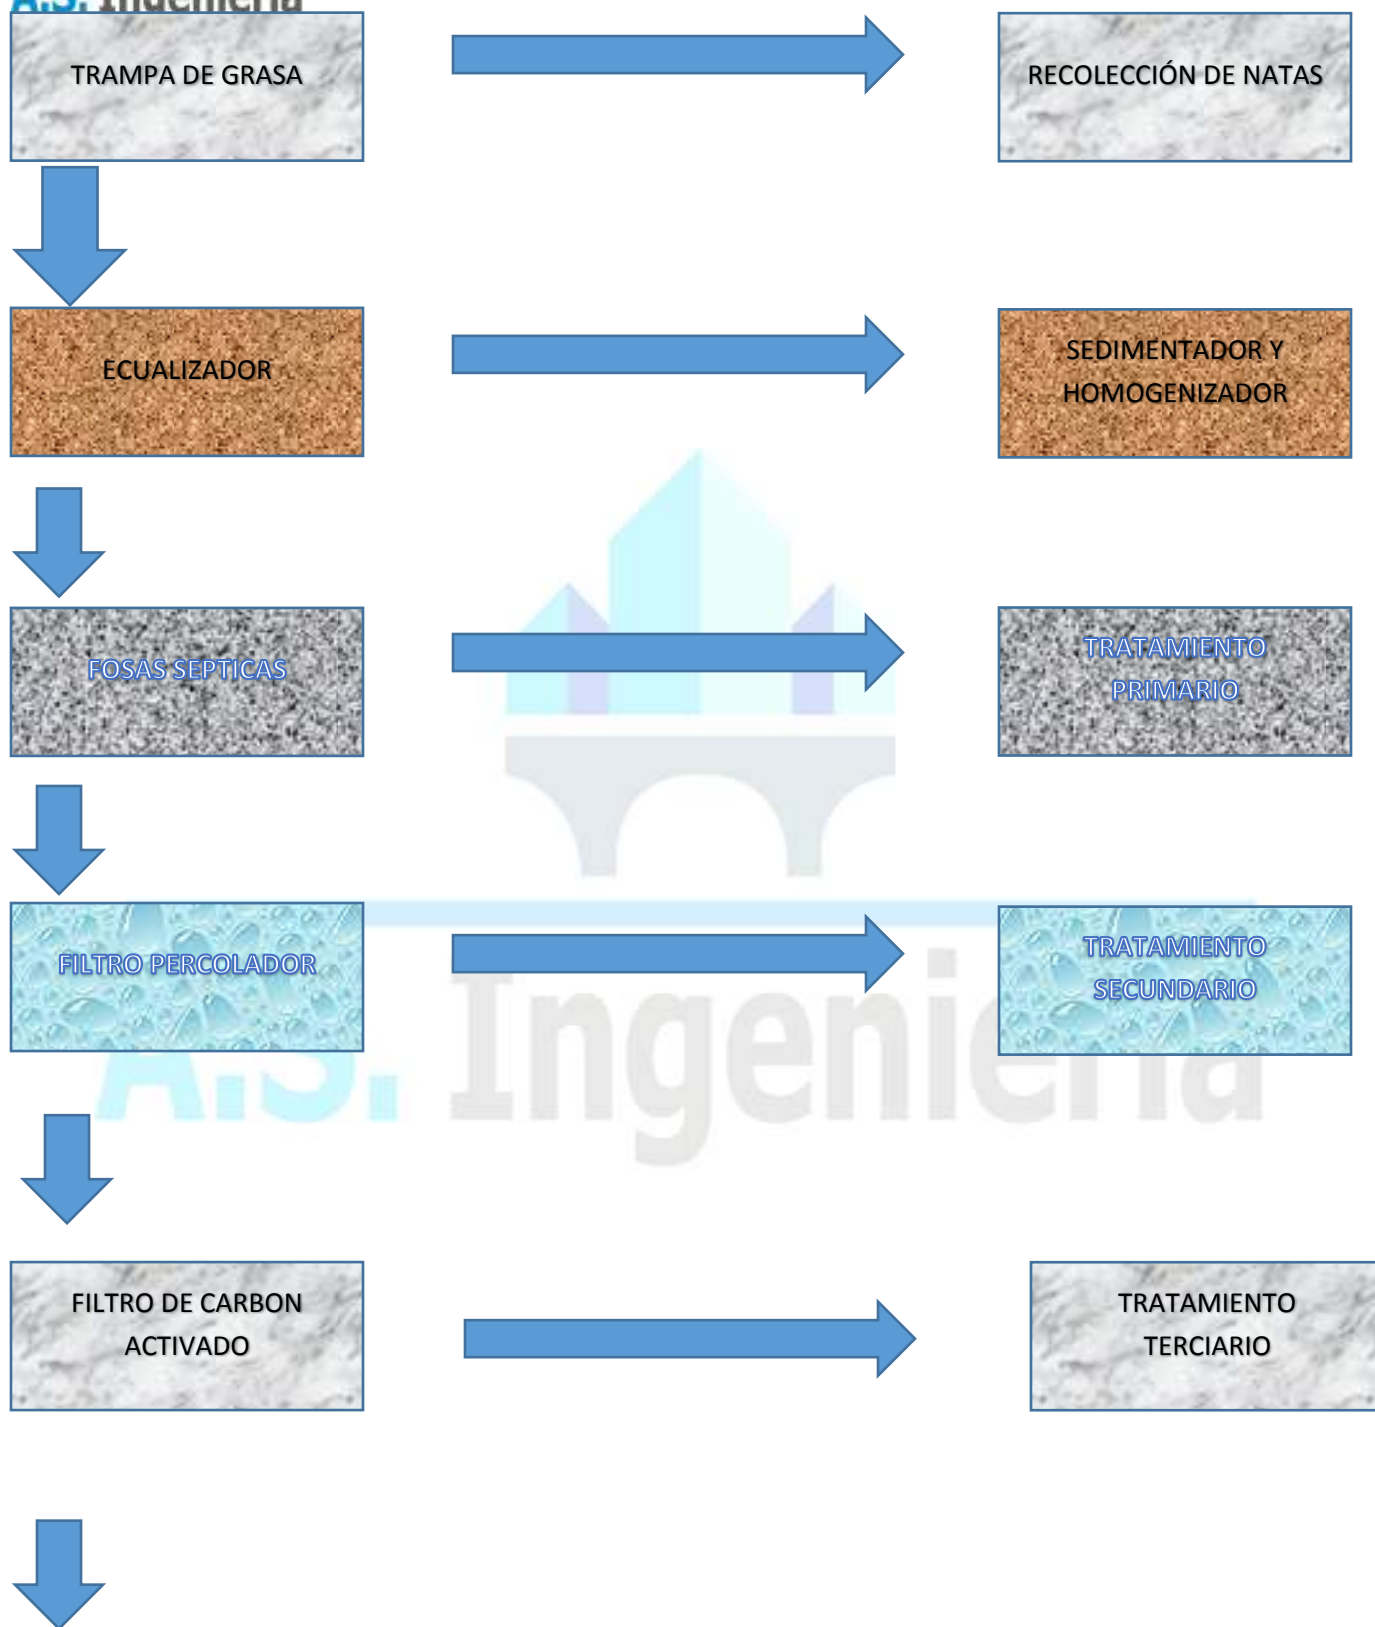 A.S. Ingeniería
TRAMPA DE GRASA
RECOLECCIÓN DE NATAS
ECUALIZADOR
SEDIMENTADOR Y
HOMOGENIZADOR
FOSAS SEPTICAS
TRATAMIENTO
PRIMARIO
FILTRO PERCOLADOR
TRATAMIENTO
SECUNDARIO
A.S. Ingeniería
FILTRO DE CARBON
ACTIVADO
TRATAMIENTO
TERCIARIO